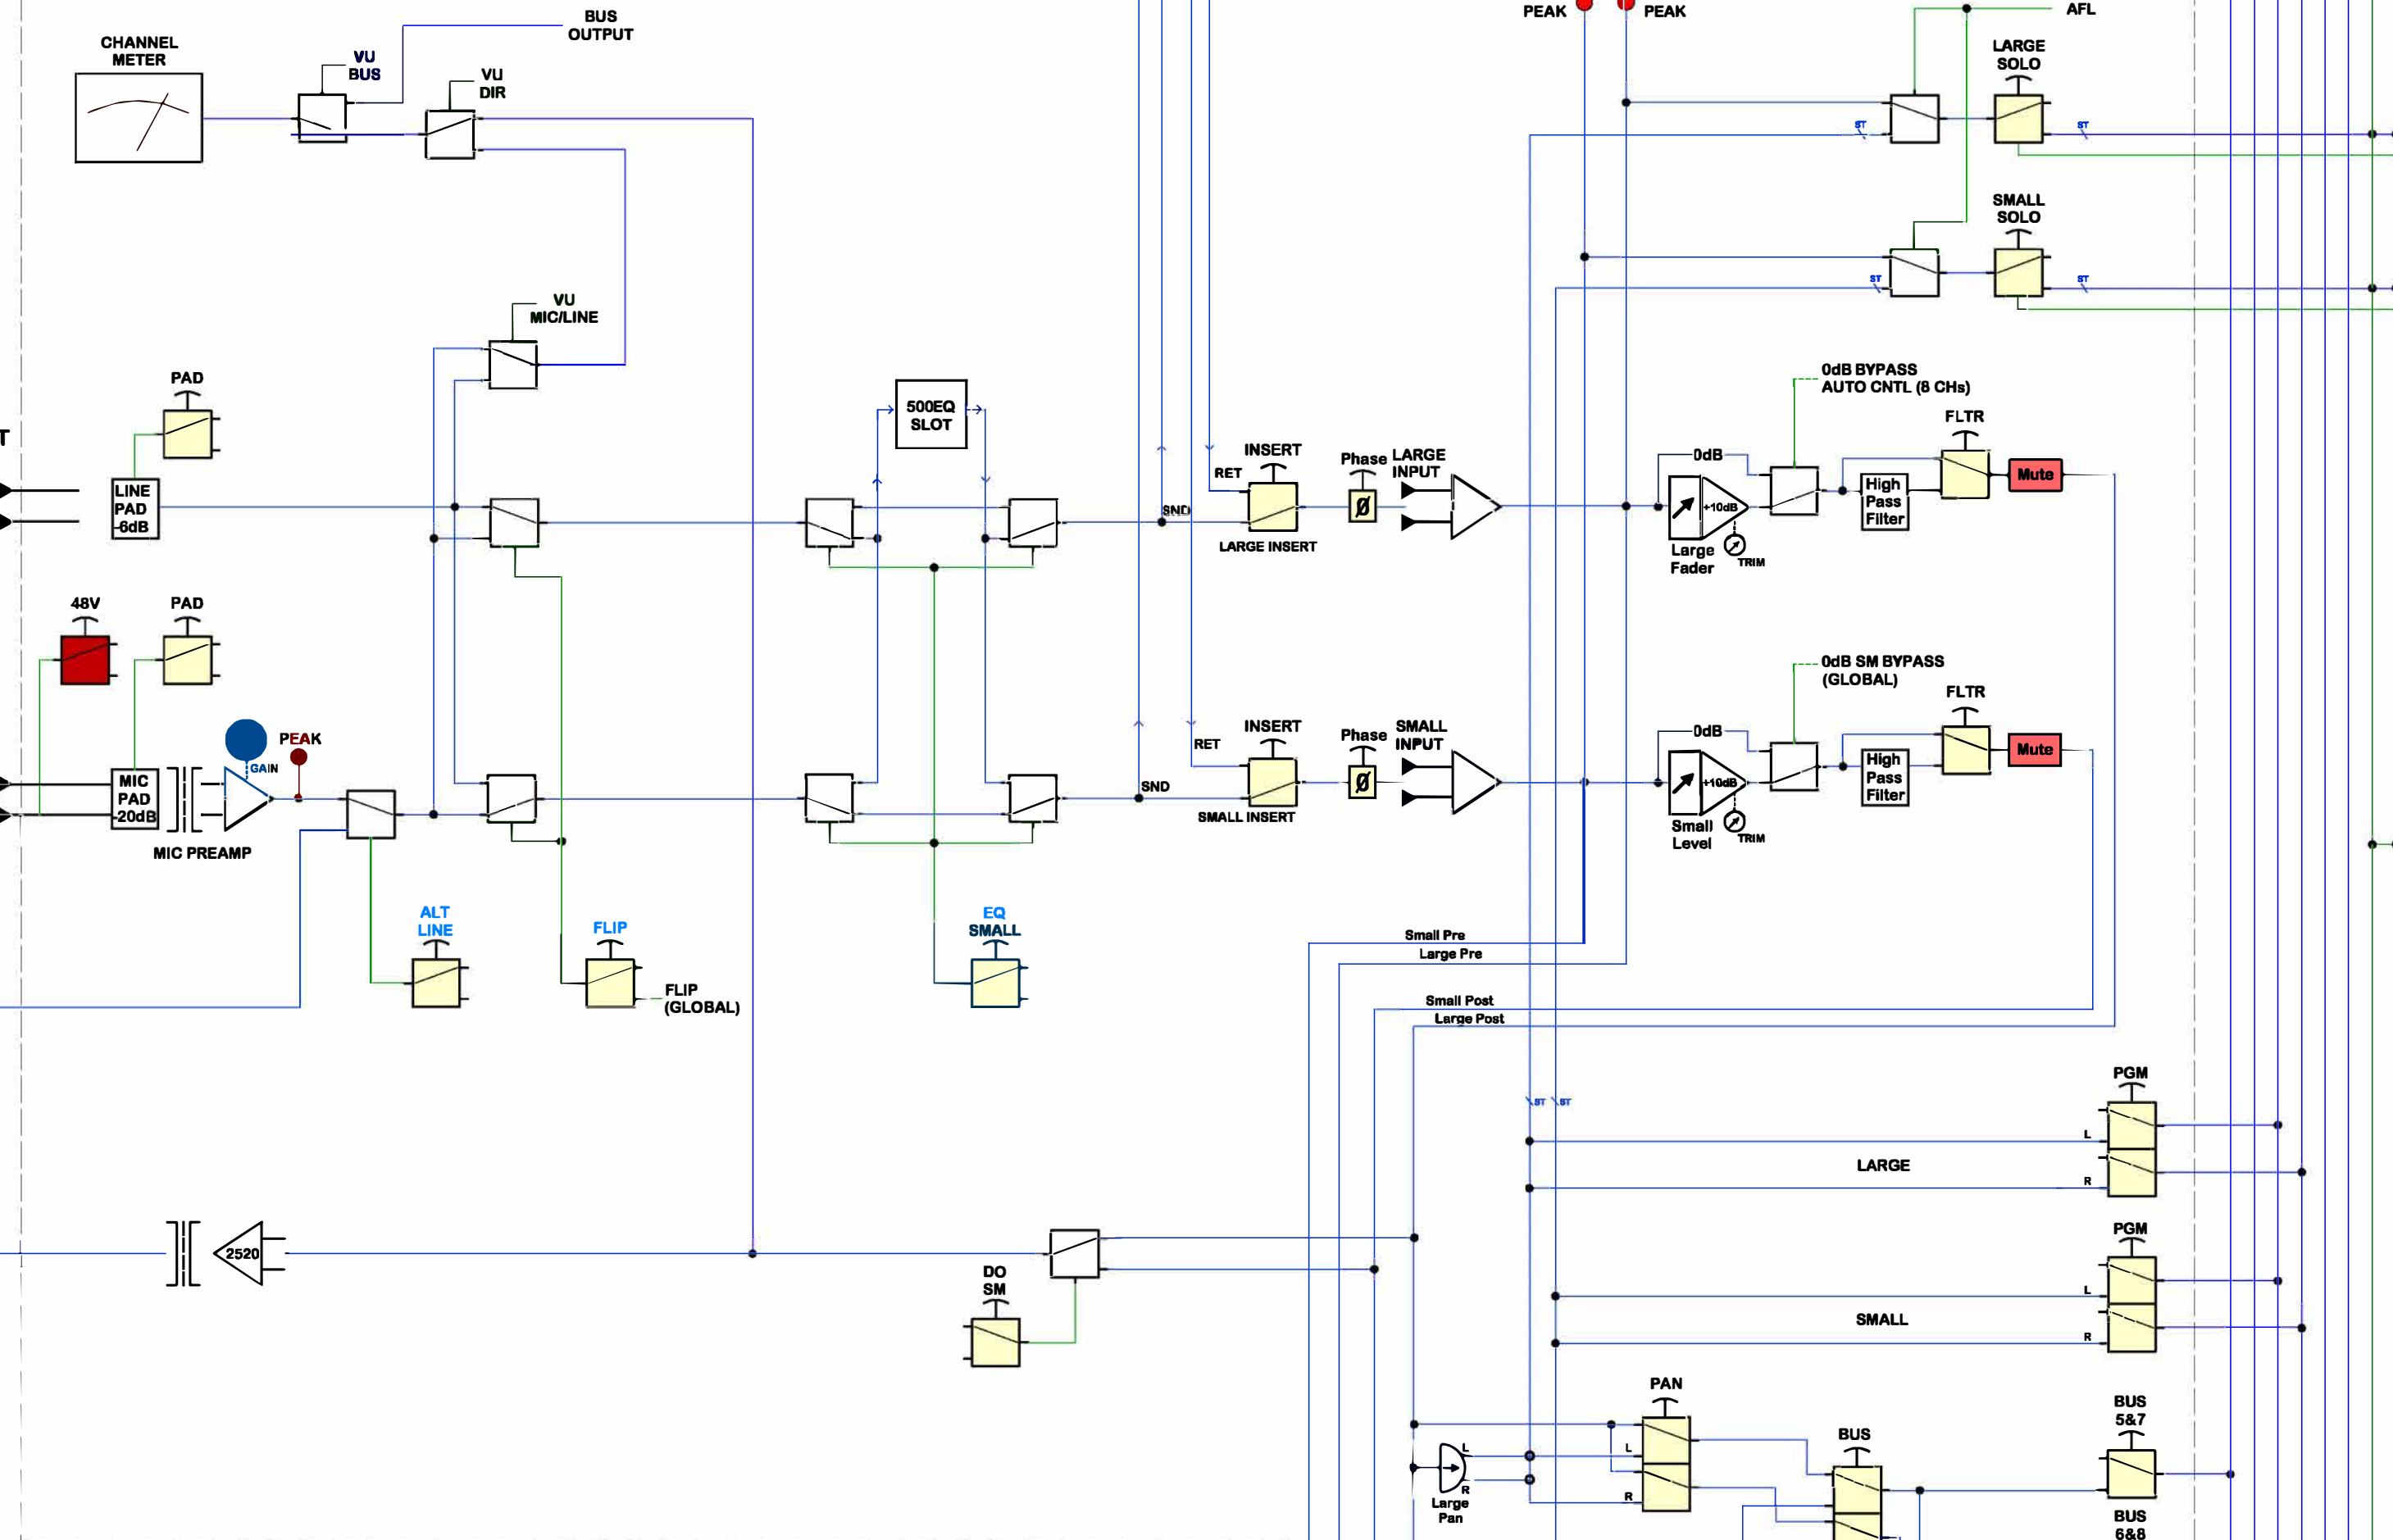 BUS
OUTPUT
PEAK
PEAK
AFL
CHANNEL
METER
VU
BUS
VU
DIR
LARGE
SOLO
ST
ST
SMALL
SOLO
ST
ST
VU
MIC/LINE
PAD
0dB BYPASS
AUTO CNTL (8 CHs)
500EQ
SLOT
FLTR
T
INSERT
Phase
LARGE
INPUT
0dB
RET
Mute
LINE
PAD
-6dB
High
Pass
Filter
SND
Ø
+10dB
LARGE INSERT
Large
Fader
TRIM
48V
PAD
0dB SM BYPASS
(GLOBAL)
FLTR
PEAK
GAIN
INSERT
Phase
SMALL
INPUT
0dB
RET
Mute
MIC
PAD
-20dB
SND
Ø
+10dB
High
Pass
Filter
SMALL INSERT
Small
Level
TRIM
MIC PREAMP
ALT
LINE
FLIP
EQ
SMALL
Small Pre
Large Pre
FLIP
(GLOBAL)
Small Post
Large Post
PGM
ST
ST
L
LARGE
R
PGM
2520
DO
SM
L
SMALL
R
PAN
BUS
5&7
BUS
L
L
R
R
Large
Pan
BUS
6&8